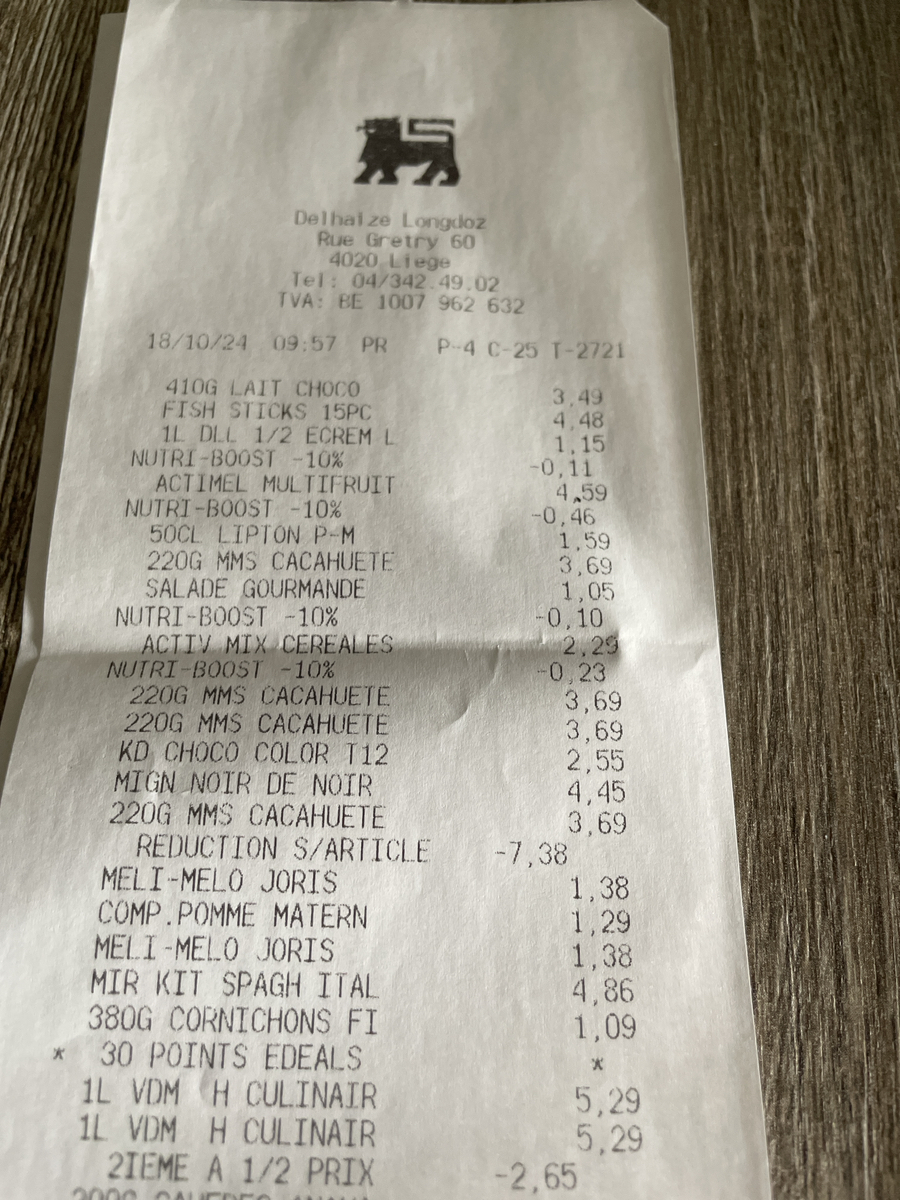 Delhaize Longdoz
Rue Gretry 60
4020 Liege
Tel: 04/342.49.02
TVA: BE 1007 962 632
18/10/24 09:57 PR P-4 C-25 T-2721
410G LAIT CHOCO 3,49
FISH STICKS 15PC 4,48
1L DLL 1/2 ECREM L 1,15
NUTRI-BOOST -10% -0,11
ACTIMEL MULTIFRUIT 4,59
NUTRI-BOOST -10% -0,46
50CL LIPTON P-M 1,59
220G MMS CACAHUETE 3,69
SALADE GOURMANDE 1,05
NUTRI-BOOST -10% -0,10
ACTIV MIX CEREALES 2,29
NUTRI-BOOST -10% -0,23
220G MMS CACAHUETE 3,69
220G MMS CACAHUETE 3,69
KD CHOCO COLOR T12 2,55
MIGN NOIR DE NOIR 4,45
220G MMS CACAHUETE 3,69
REDUCTION S/ARTICLE -7,38
MELI-MELO JORIS 1,38
COMP.POMME MATERN 1,29
MELI-MELO JORIS 1,38
MIR KIT SPAGH ITAL 4,86
380G CORNICHONS FI 1,09
* 30 POINTS EDEALS *
1L VDM H CULINAIR 5,29
1L VDM H CULINAIR 5,29
2IEME A 1/2 PRIX -2,65